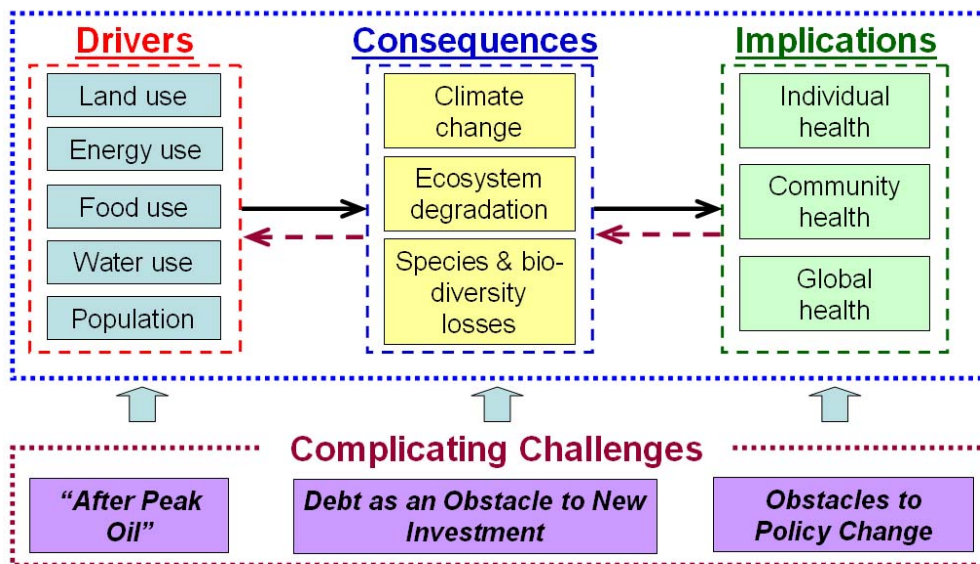 Drivers
Land use
Energy use
Food use
Water use
Population
Consequences
Climate
change
Ecosystem
degradation
Species & bio-
diversity
losses
Implications
Individual
health
Community
health
Global
health
Complicating Challenges
“After Peak
Oil”
Debt as an Obstacle to New
Investment
Obstacles to
Policy Change